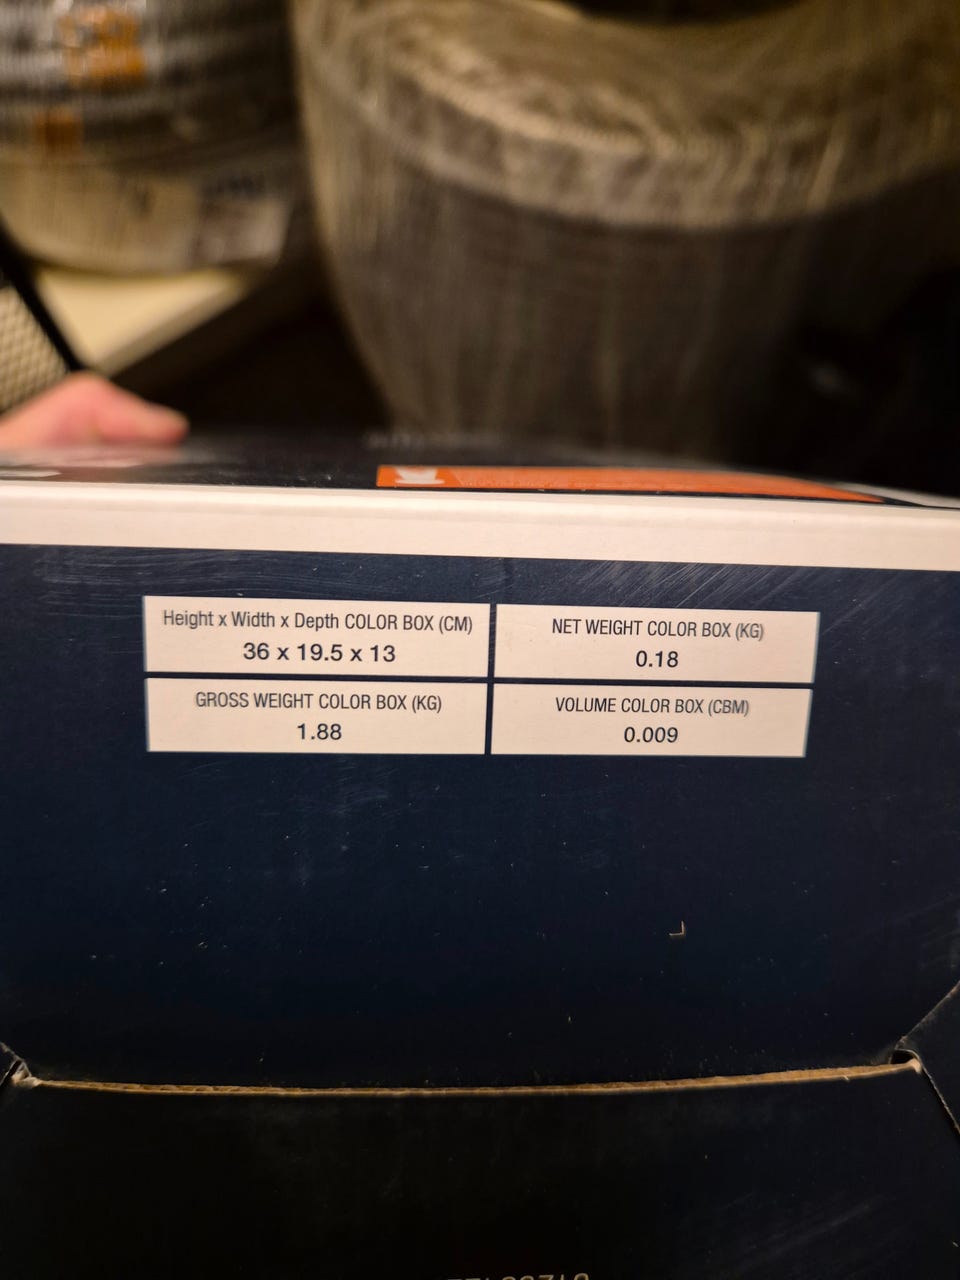 Height x Width x Depth COLOR BOX (CM)
36 x 19.5 x 13
NET WEIGHT COLOR BOX (KG)
0.18
GROSS WEIGHT COLOR BOX (KG)
1.88
VOLUME COLOR BOX (CBM)
0.009